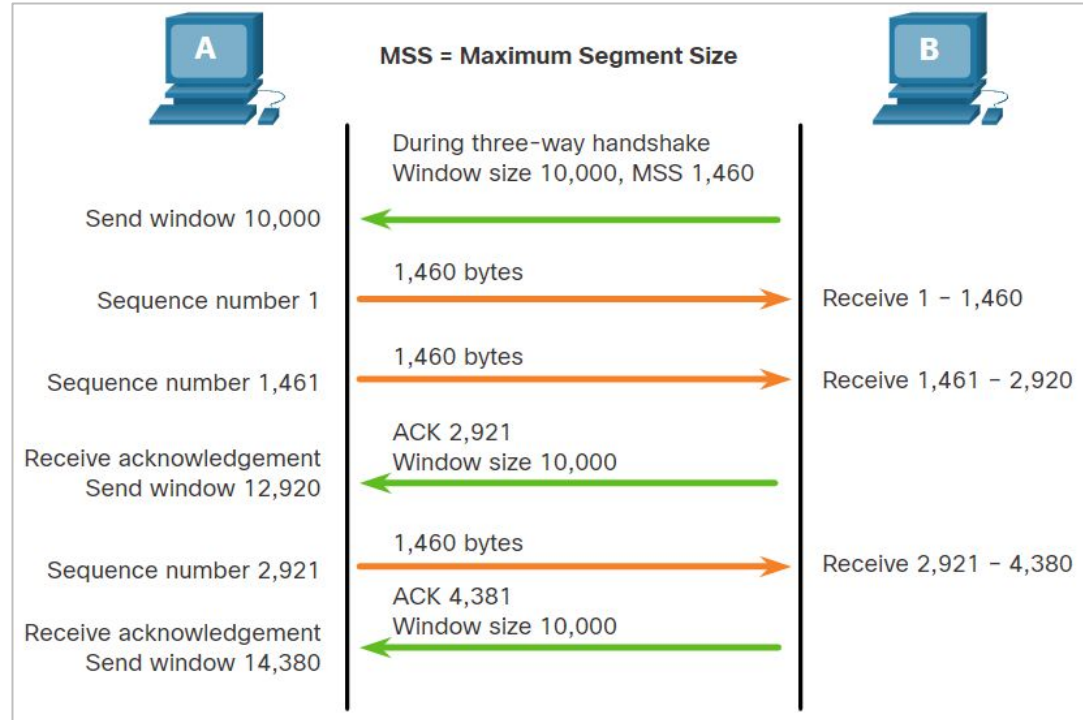 A
MSS = Maximum Segment Size
B
During three-way handshake
Window size 10,000, MSS 1,460
Send window 10,000
1,460 bytes
Sequence number 1
Receive 1 – 1,460
1,460 bytes
Sequence number 1,461
Receive 1,461 – 2,920
ACK 2,921
Window size 10,000
Receive acknowledgement
Send window 12,920
1,460 bytes
Sequence number 2,921
Receive 2,921 – 4,380
ACK 4,381
Window size 10,000
Receive acknowledgement
Send window 14,380